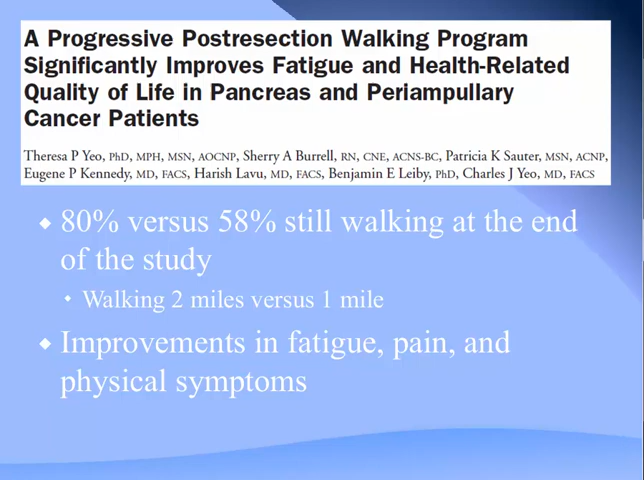 A Progressive Postresection Walking Program
Significantly Improves Fatigue and Health-Related
Quality of Life in Pancreas and Periampullary
Cancer Patients
Theresa P Yeo, PhD, MPH, MSN, AOCNP, Sherry A Burrell, RN, CNE, ACNS-BC, Patricia K Sauter, MSN, ACNP,
Eugene P Kennedy, MD, FACS, Harish Lavu, MD, FACS, Benjamin E Leiby, PhD, Charles J Yeo, MD, FACS
80% versus 58% still walking at the end
of the study
Walking 2 miles versus 1 mile
Improvements in fatigue, pain, and
physical symptoms